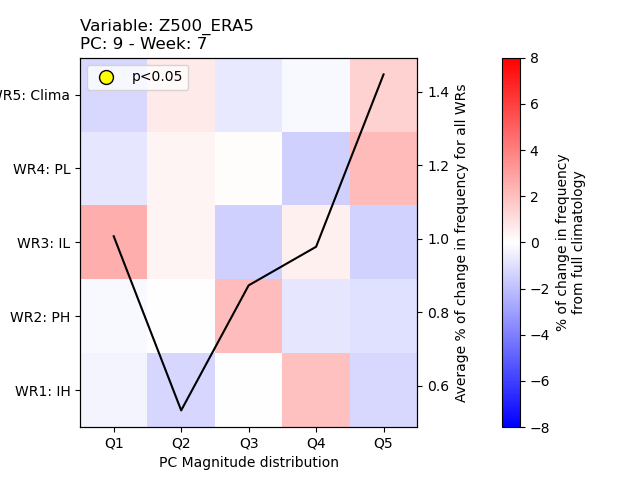 Variable: Z500_ERA5
PC: 9 - Week: 7
p<0.05
WR5: Clima
WR4: PL
WR3: IL
WR2: PH
WR1: IH
Q1 Q2 Q3 Q4 Q5
PC Magnitude distribution
1.4
1.2
1.0
0.8
0.6
Average % of change in frequency for all WRs
8
6
4
2
0
−2
−4
−6
−8
% of change in frequency
from full climatology